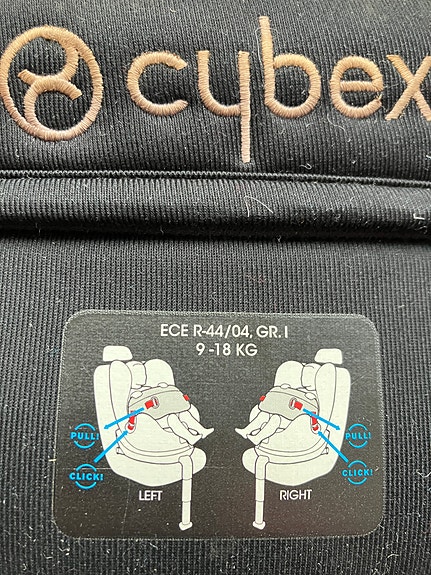 cybex
ECE R-44/04, GR. I
9 -18 KG
PULL!
PULL!
CLICK!
CLICK!
LEFT
RIGHT